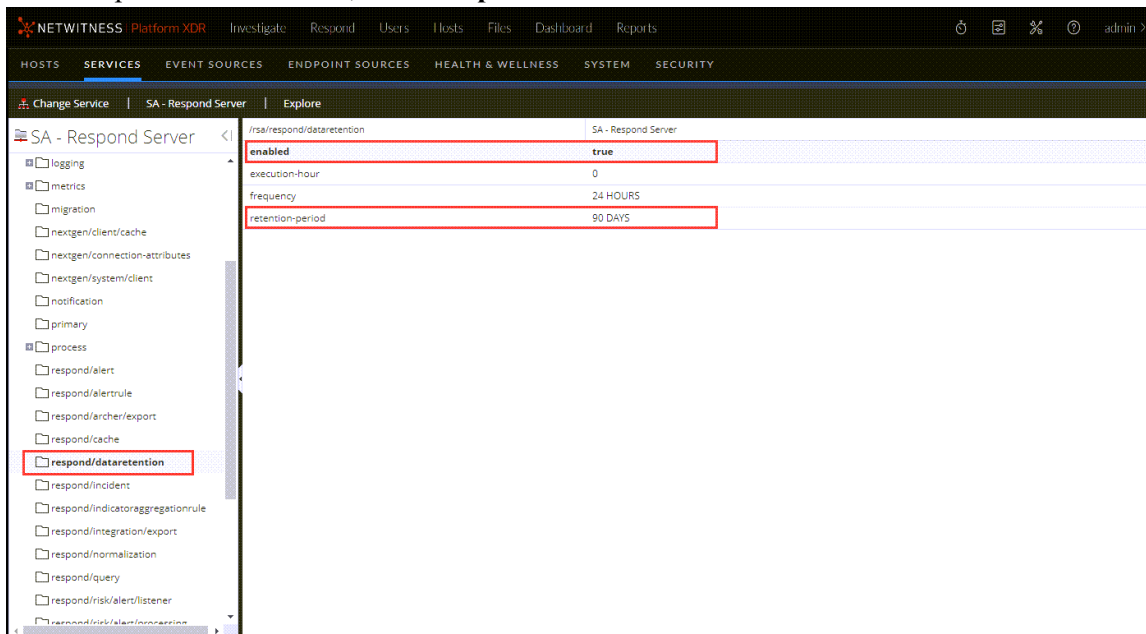 NETWITNESS Platform XDR Investigate Respond Users Hosts Files Dashboard Reports admin >
HOSTS SERVICES EVENT SOURCES ENDPOINT SOURCES HEALTH & WELLNESS SYSTEM SECURITY
Change Service | SA - Respond Server | Explore
SA - Respond Server
logging
metrics
migration
nextgen/client/cache
nextgen/connection-attributes
nextgen/system/client
notification
primary
process
respond/alert
respond/alertrule
respond/archer/export
respond/cache
respond/dataretention
respond/incident
respond/indicatoraggregationrule
respond/integration/export
respond/normalization
respond/query
respond/risk/alert/listener
respond/risk/alert/processing
/rsa/respond/dataretention SA - Respond Server
enabled true
execution-hour 0
frequency 24 HOURS
retention-period 90 DAYS